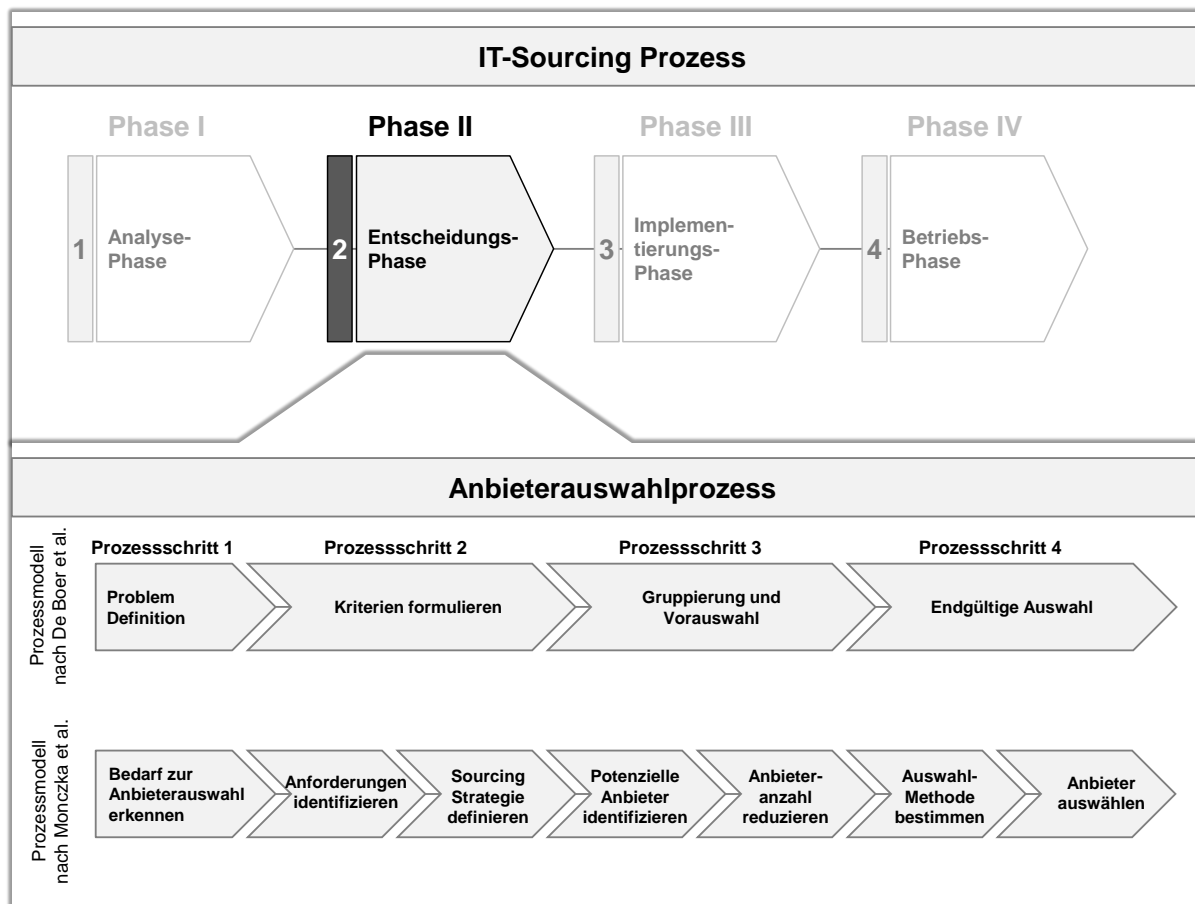 IT-Sourcing Prozess
Phase I
Phase II
Phase III
Phase IV
1
Analyse-
Phase
2
Entscheidungs-
Phase
3
Implemen-
tierungs-
Phase
4
Betriebs-
Phase
Anbieterauswahlprozess
Prozessmodell
nach De Boer et al.
Prozessschritt 1
Prozessschritt 2
Prozessschritt 3
Prozessschritt 4
Problem
Definition
Kriterien formulieren
Gruppierung und
Vorauswahl
Endgültige Auswahl
Prozessmodell
nach Monczka et al.
Bedarf zur
Anbieterauswahl
erkennen
Anforderungen
identifizieren
Sourcing
Strategie
definieren
Potenzielle
Anbieter
identifizieren
Anbieter-
anzahl
reduzieren
Auswahl-
Methode
bestimmen
Anbieter
auswählen